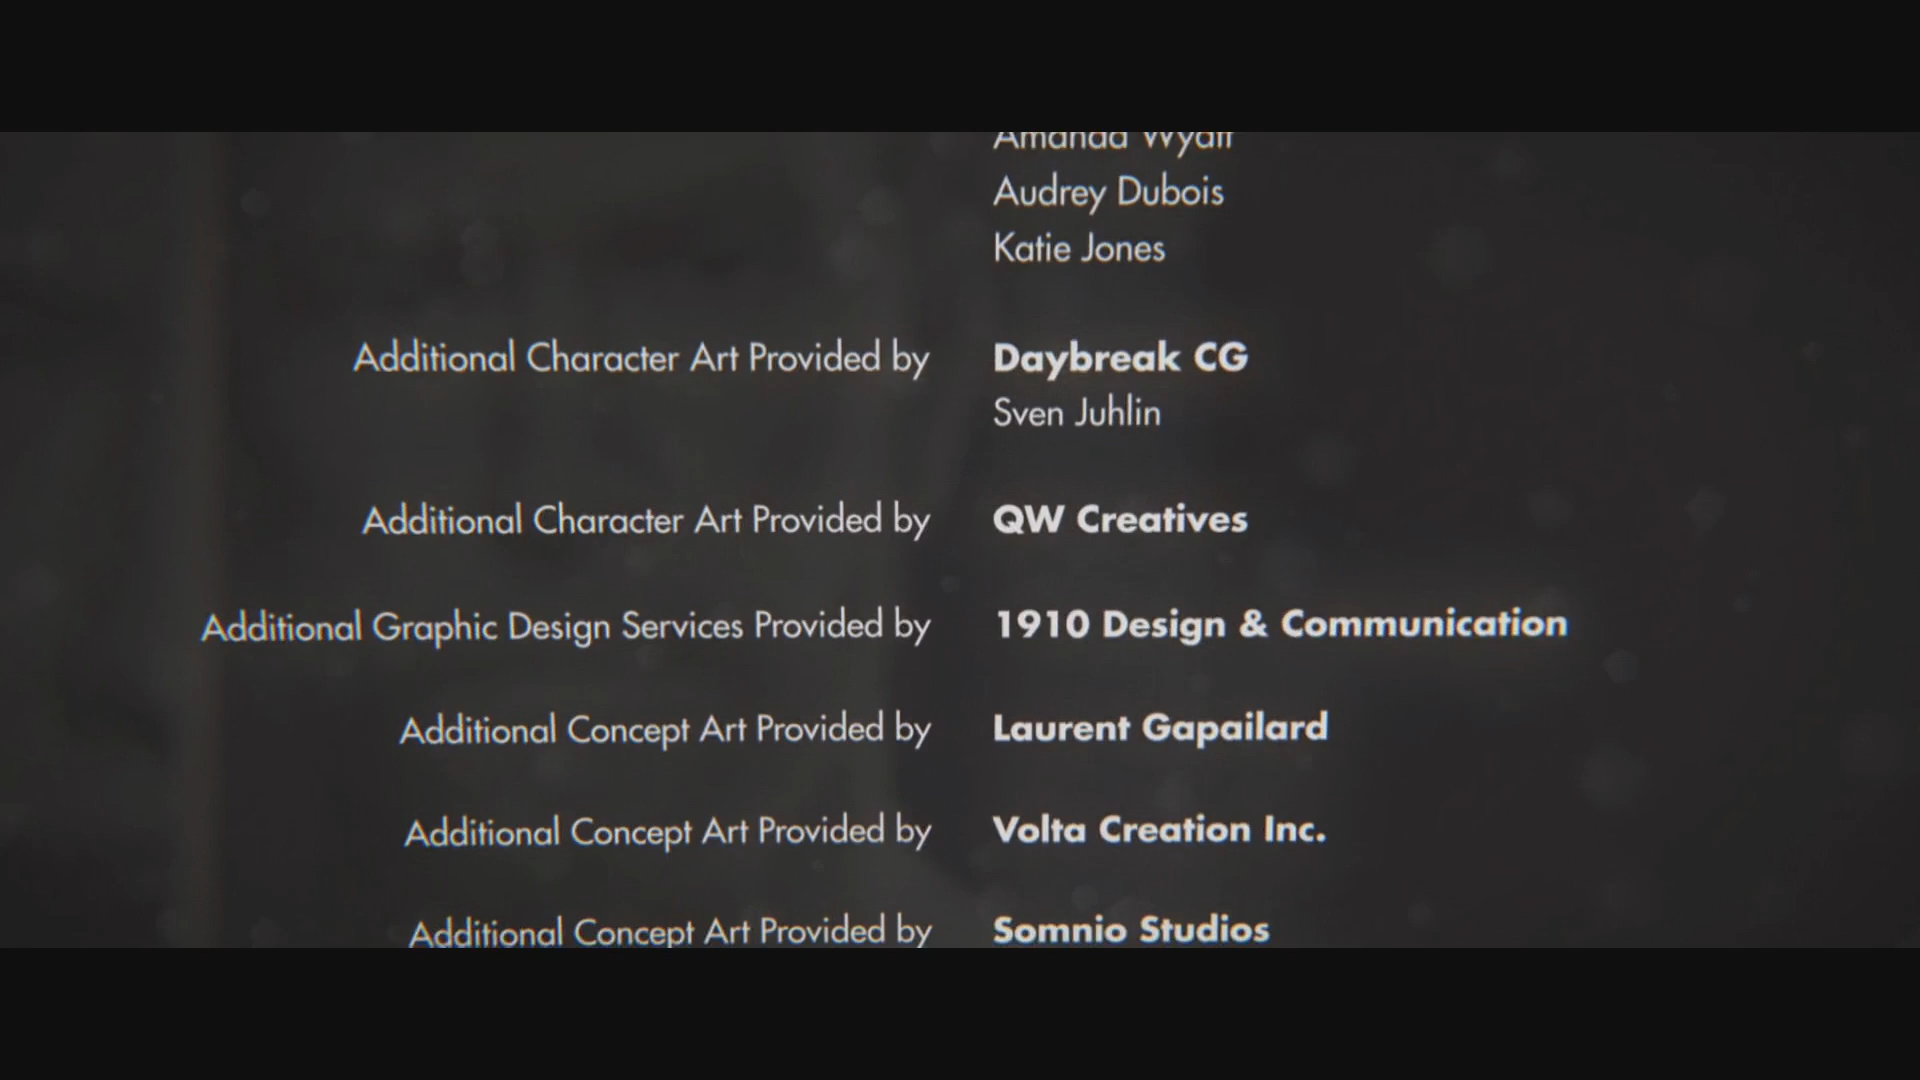 Amanda Wyatt
Audrey Dubois
Katie Jones
Additional Character Art Provided by Daybreak CG
Sven Juhlin
Additional Character Art Provided by QW Creatives
Additional Graphic Design Services Provided by 1910 Design & Communication
Additional Concept Art Provided by Laurent Gapailard
Additional Concept Art Provided by Volta Creation Inc.
Additional Concept Art Provided by Somnio Studios